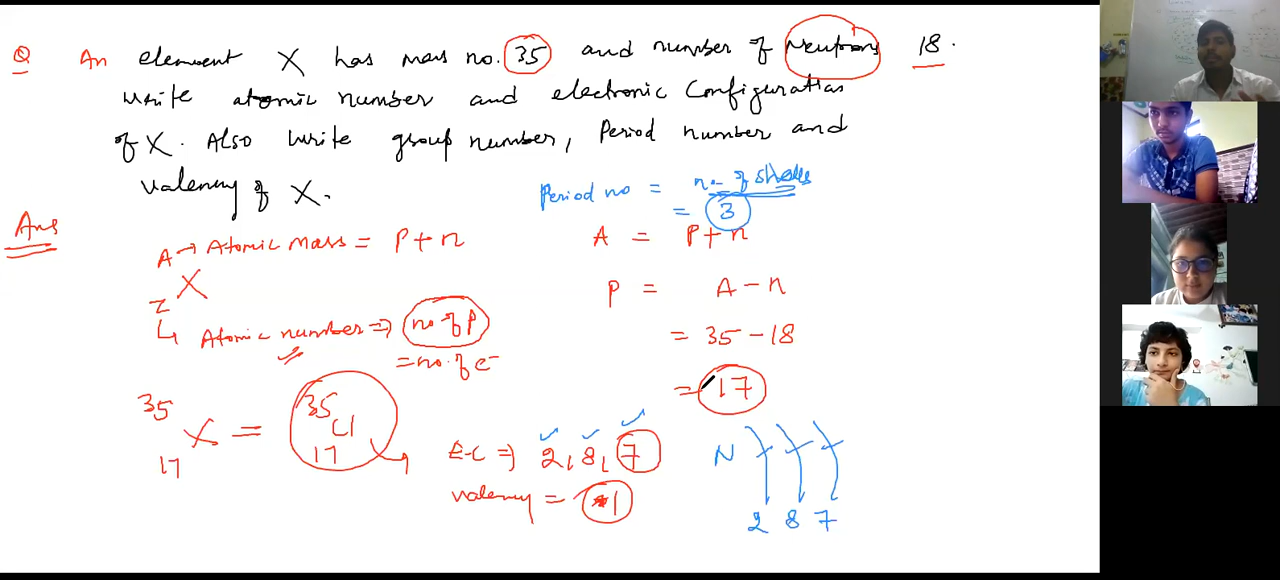 Q An element X has mass no. 35 and number of Neutrons 18.
write atomic number and electronic Configuration
of X. Also write group number, Period number and
valency of X.
Period no = no. of shells
= 3
Ans
A → Atomic mass = P + n
X
Z
↳ Atomic number ⇒ no of P
= no. of e-
A = P + n
P = A - n
= 35 - 18
= 17
35 X 17 = 35 Cl 17
E.C ⇒ 2, 8, 7
valency = 1
N
2 8 7